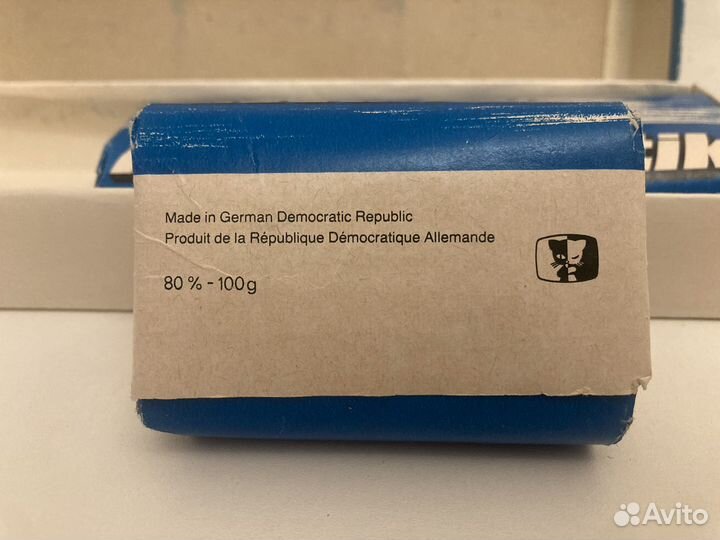 Made in German Democratic Republic
Produit de la République Démocratique Allemande
80 % - 100g
Avito